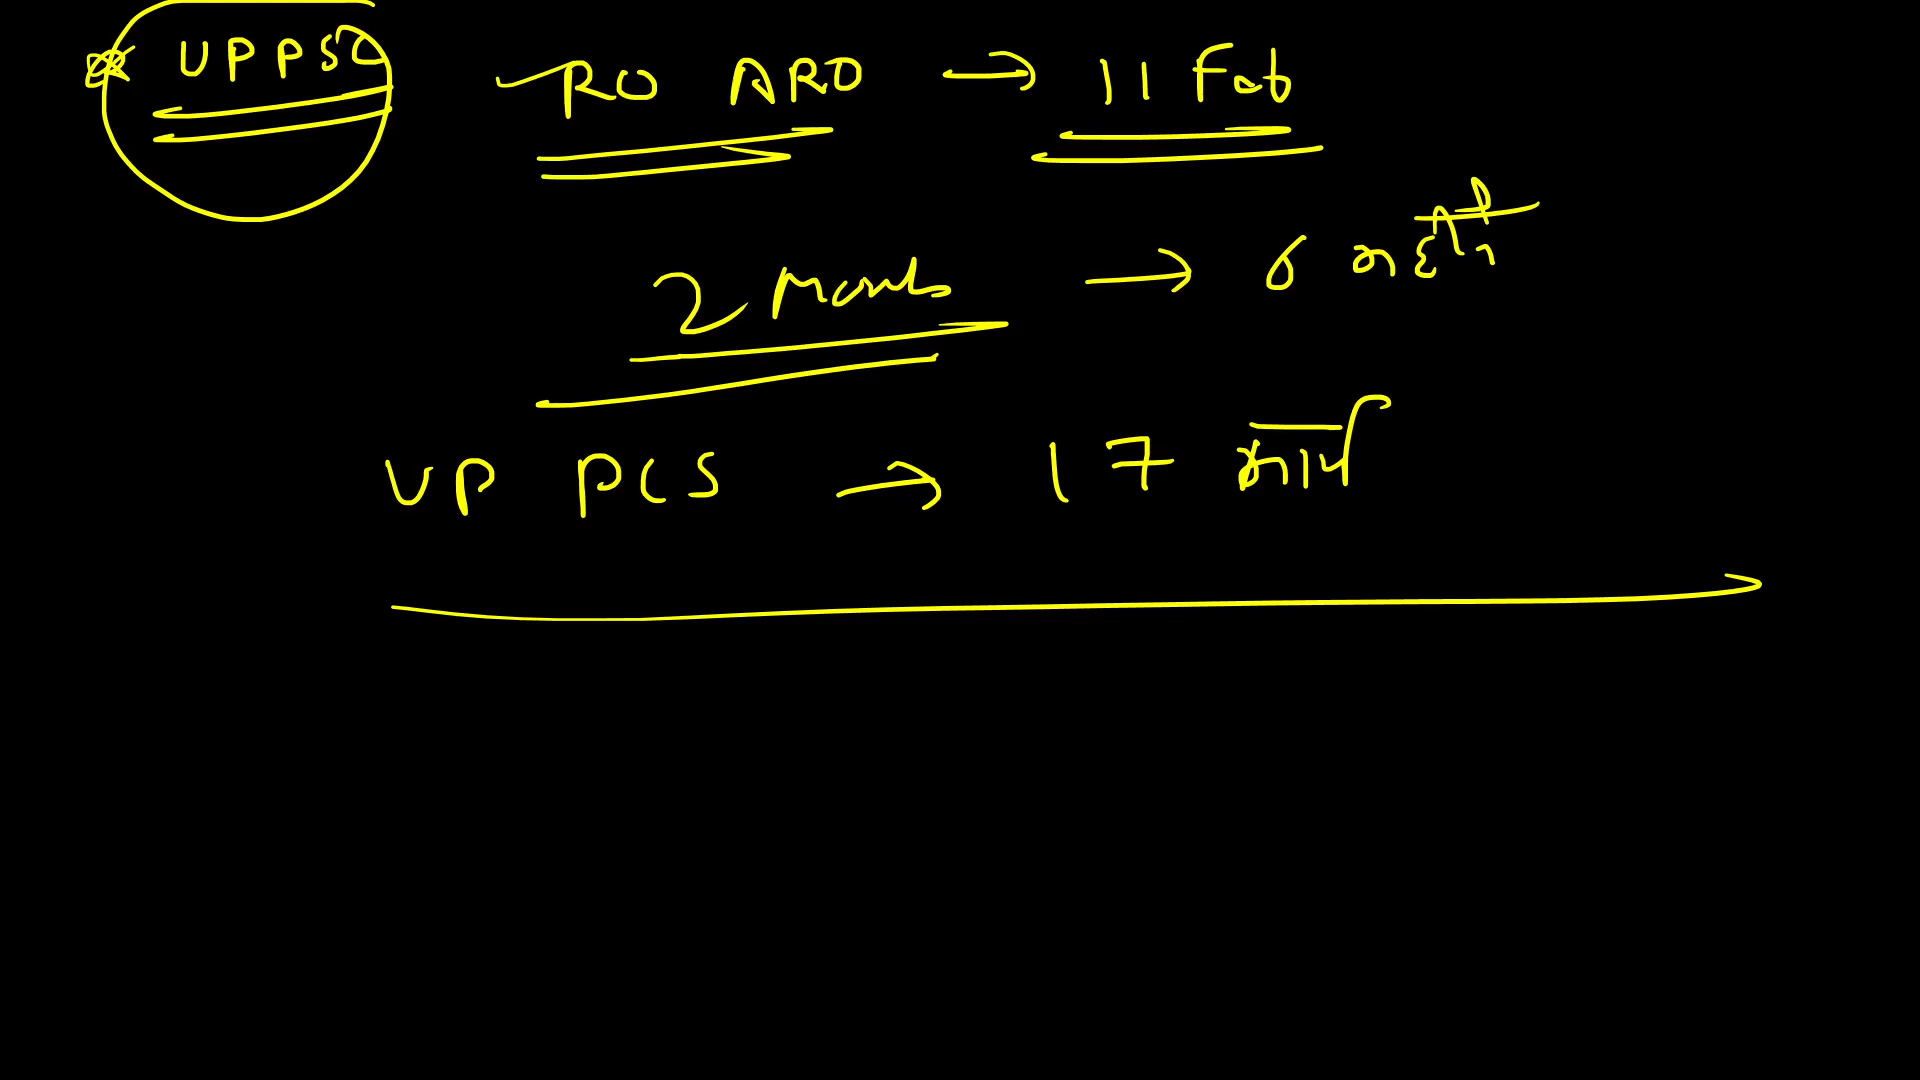 UPPSC RO ARO → 11 Feb
2 Month → 6 महीने
UP PCS → 17 मार्च